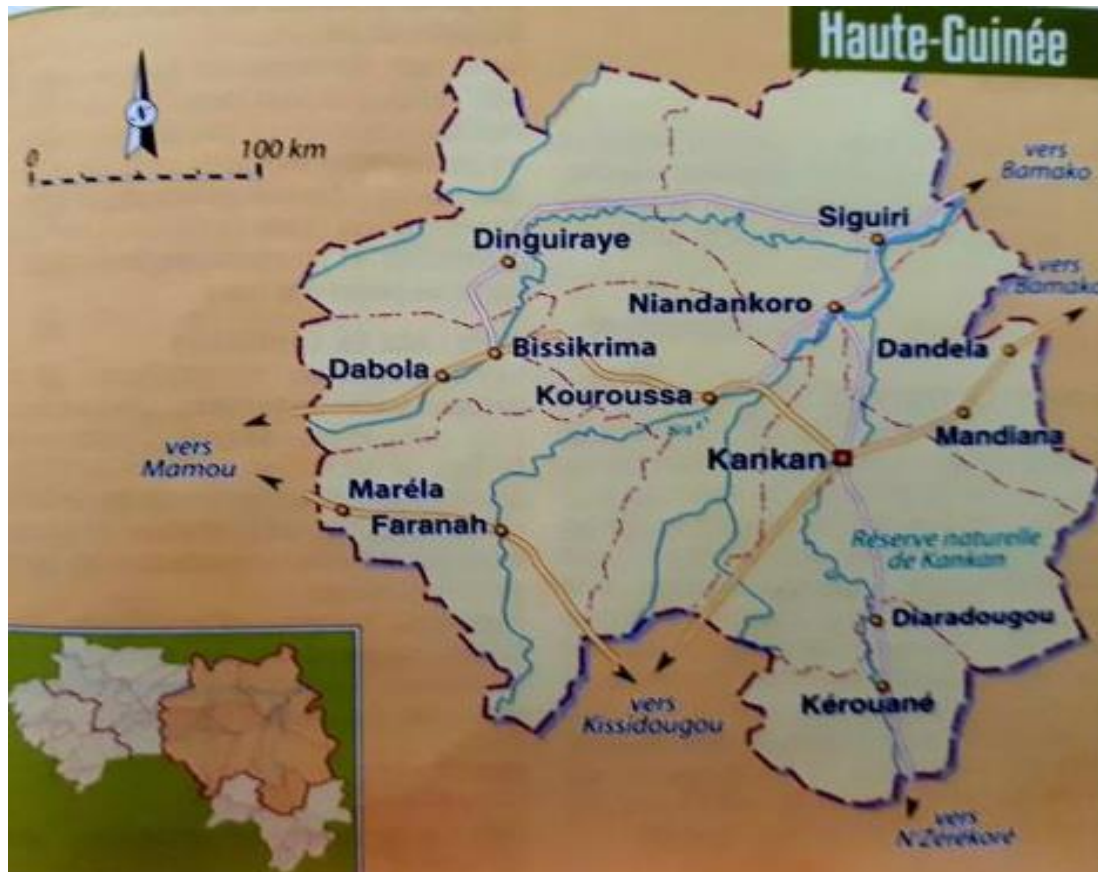 Haute-Guinée
0
100 km
vers
Bamako
Siguiri
Dinguiraye
vers
Bamako
Niandankoro
Dandela
Bissikrima
Dabola
Kouroussa
Mandiana
Kankan
vers
Mamou
Maréla
Faranah
Réserve naturelle
de Kankan
Diaradougou
Kérouané
vers
Kissidougou
vers
N'Zérékoré